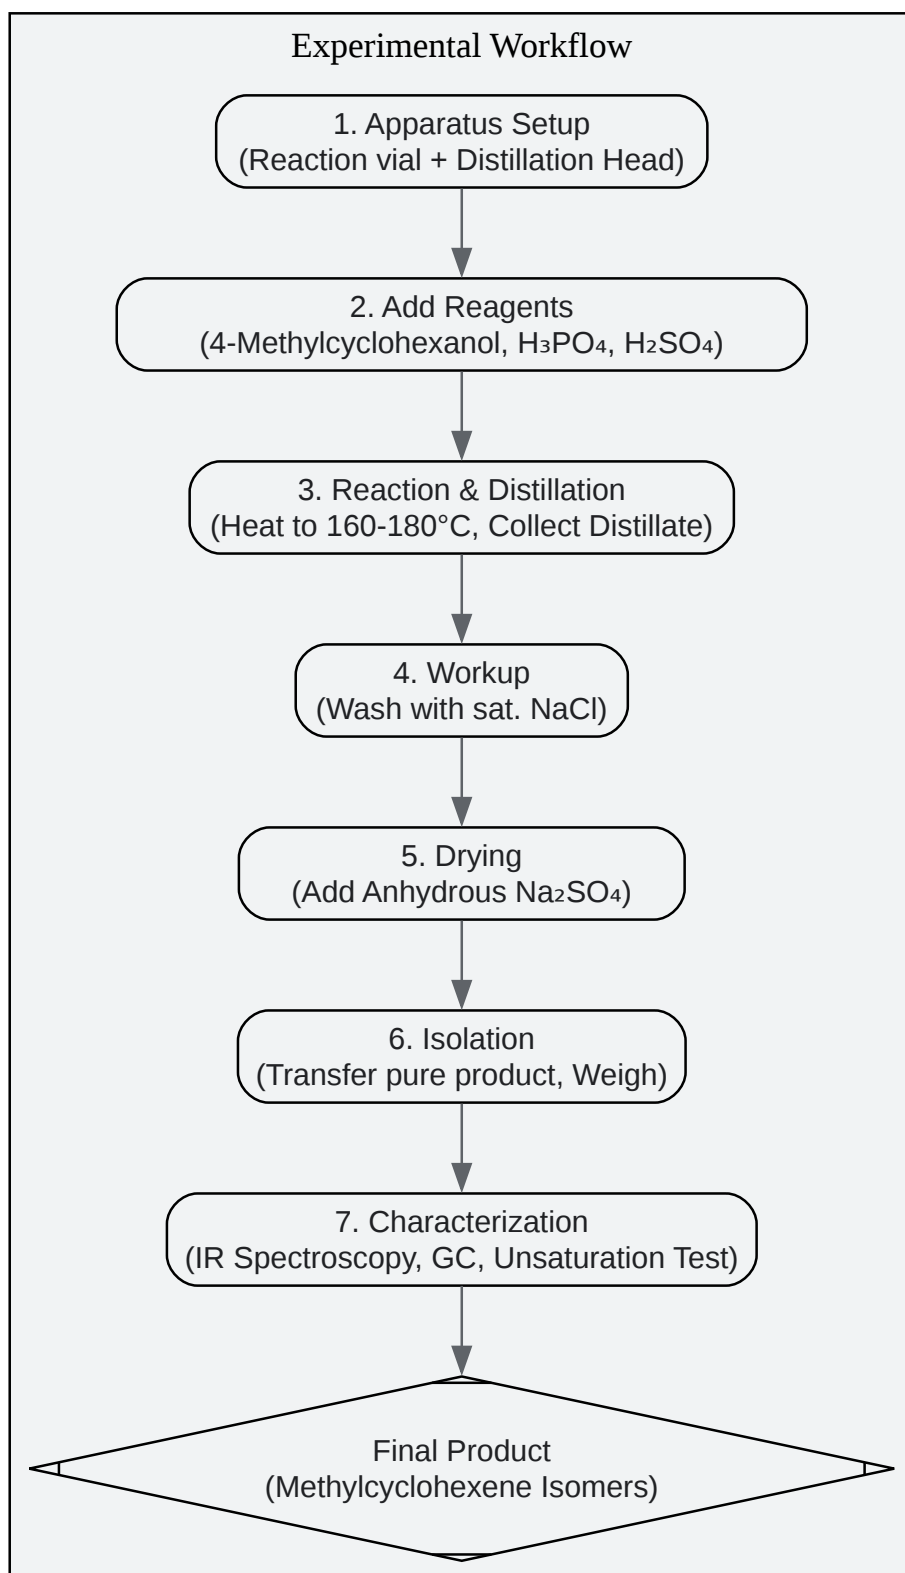 Experimental Workflow
1. Apparatus Setup
(Reaction vial + Distillation Head)
2. Add Reagents
(4-Methylcyclohexanol, H₃PO₄, H₂SO₄)
3. Reaction & Distillation
(Heat to 160-180°C, Collect Distillate)
4. Workup
(Wash with sat. NaCl)
5. Drying
(Add Anhydrous Na₂SO₄)
6. Isolation
(Transfer pure product, Weigh)
7. Characterization
(IR Spectroscopy, GC, Unsaturation Test)
Final Product
(Methylcyclohexene Isomers)